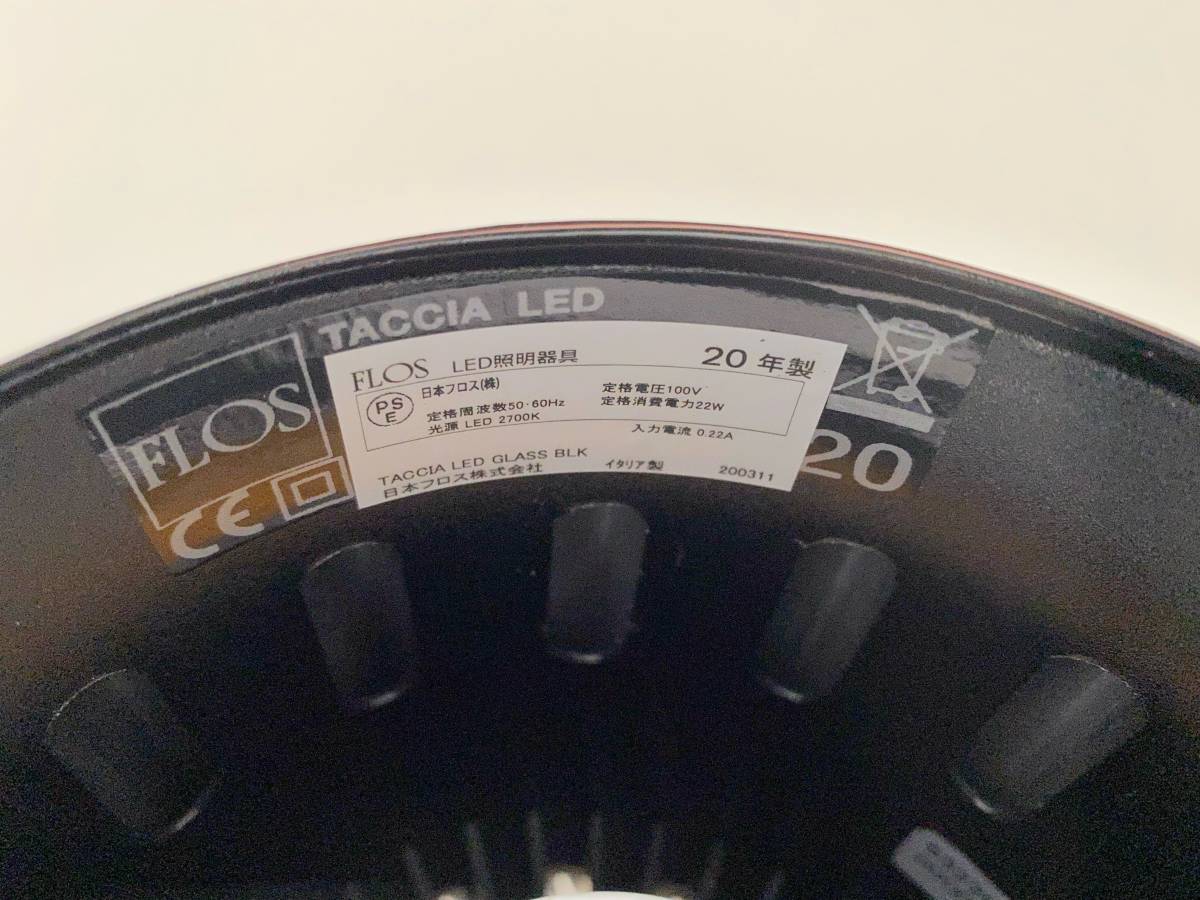 TACCIA LED
FLOS
CE
20
FLOS LED照明器具 20年製
PSE 日本フロス(株) 定格電圧100V
定格周波数50·60Hz 定格消費電力22W
光源 LED 2700K 入力電流 0.22A
TACCIA LED GLASS BLK
日本フロス株式会社 イタリア製 200311